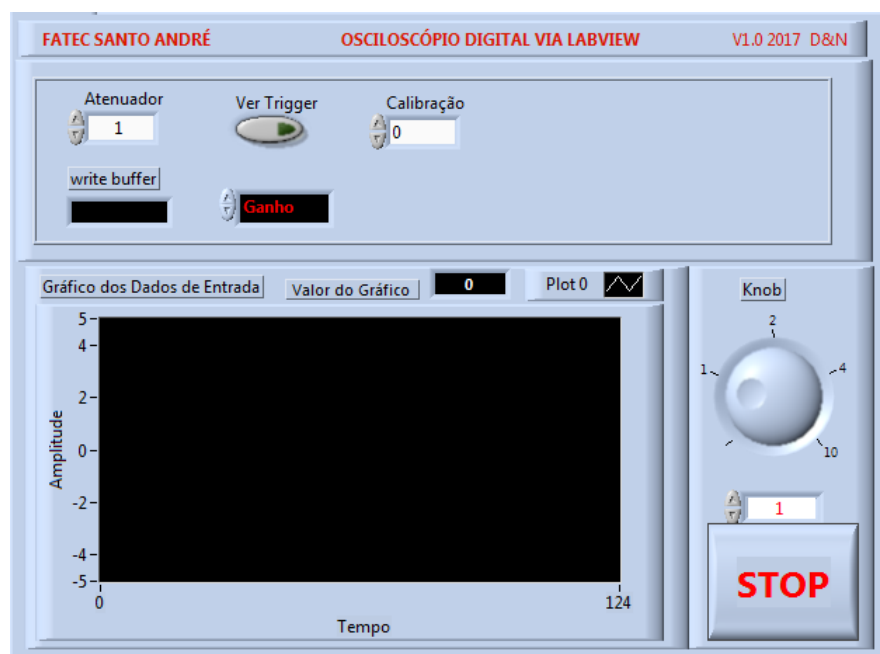 FATEC SANTO ANDRÉ OSCILOSCÓPIO DIGITAL VIA LABVIEW V1.0 2017 D&N
Atenuador Ver Trigger Calibração
1 0
write buffer
Ganho
Gráfico dos Dados de Entrada Valor do Gráfico 0 Plot 0
Knob
5
4
2
0
-2
-4
-5
Amplitude
0 124
Tempo
1 2 4 10
1
STOP